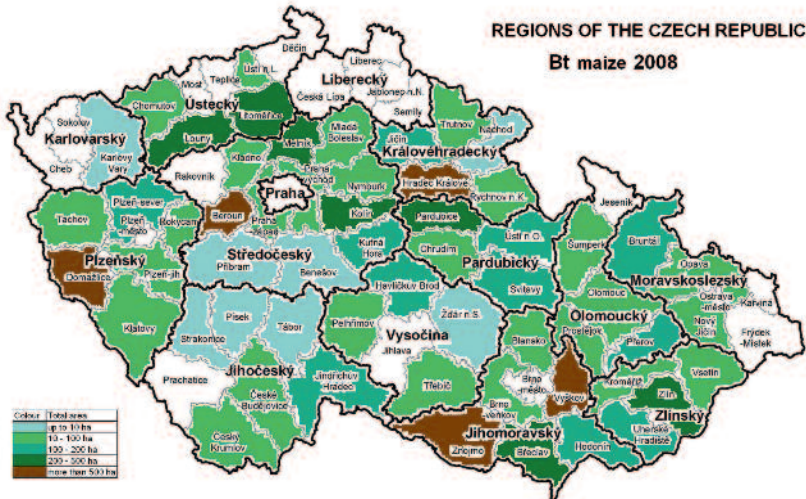 REGIONS OF THE CZECH REPUBLIC
Bt maize 2008
Děčín
Liberec
Ústí n.L.
Teplice
Most
Liberecký
Jablonec n.N.
Česká Lípa
Chomutov
Ústecký
Litoměřice
Semily
Trutnov
Sokolov
Karlovarský
Karlovy
Vary
Cheb
Louny
Mělník
Mladá
Boleslav
Jičín
Náchod
Královéhradecký
Rakovník
Kladno
Praha
východ
Praha
Nymburk
Hradec Králové
Rychnov n.K.
Jeseník
Tachov
Plzeň-sever
Plzeň
-město
Rokycany
Beroun
Praha
-západ
Kolín
Pardubice
Ústí n.O.
Šumperk
Bruntál
Plzeňský
Domažlice
Plzeň-jih
Středočeský
Příbram
Benešov
Kutná
Hora
Chrudim
Pardubický
Svitavy
Opava
Moravskoslezský
Ostrava
-město
Karviná
Klatovy
Strakonice
Písek
Tábor
Pelhřimov
Havlíčkův Brod
Žďár n.S.
Vysočina
Jihlava
Olomouc
Olomoucký
Prostějov
Přerov
Nový
Jičín
Frýdek
-Místek
Prachatice
Jihočeský
České
Budějovice
Jindřichův
Hradec
Třebíč
Blansko
Brno
-město
Brno
-venkov
Vyškov
Kroměříž
Vsetín
Zlín
Zlínský
Český
Krumlov
Znojmo
Jihomoravský
Břeclav
Hodonín
Uherské
Hradiště
Colour Total area
up to 10 ha
10 - 100 ha
100 - 200 ha
200 - 500 ha
more than 500 ha